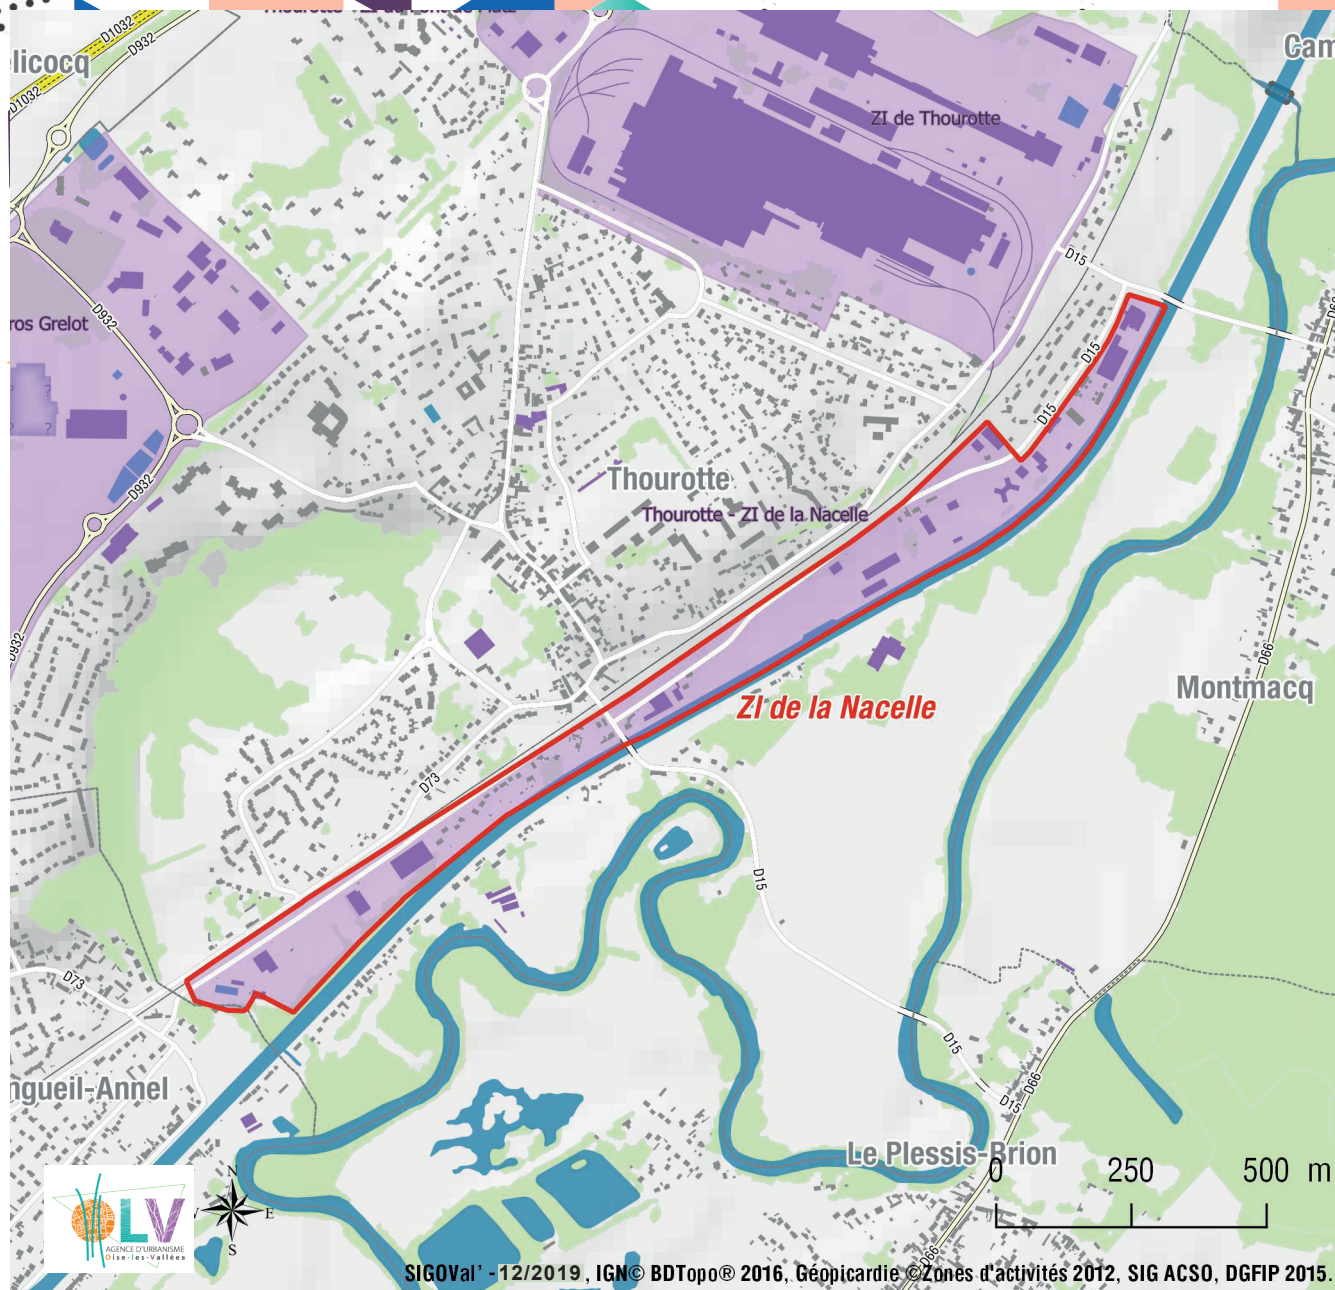 D1032
D932
licocq
D1032
Cam
ZI de Thourotte
D15
ros Grelot
D932
D15
D15
D932
Thourotte
Thourotte - ZI de la Nacelle
D932
D66
Montmacq
ZI de la Nacelle
D73
D15
D73
D15
D66
D15
ngueil-Annel
Le Plessis-Brion
0 250 500 m
N
E
S
OLV
AGENCE D'URBANISME
Oise-les-Vallées
D66
SIGOVal' - 12/2019, IGN© BDTopo® 2016, Géopicardie ©Zones d'activités 2012, SIG ACSO, DGFIP 2015.